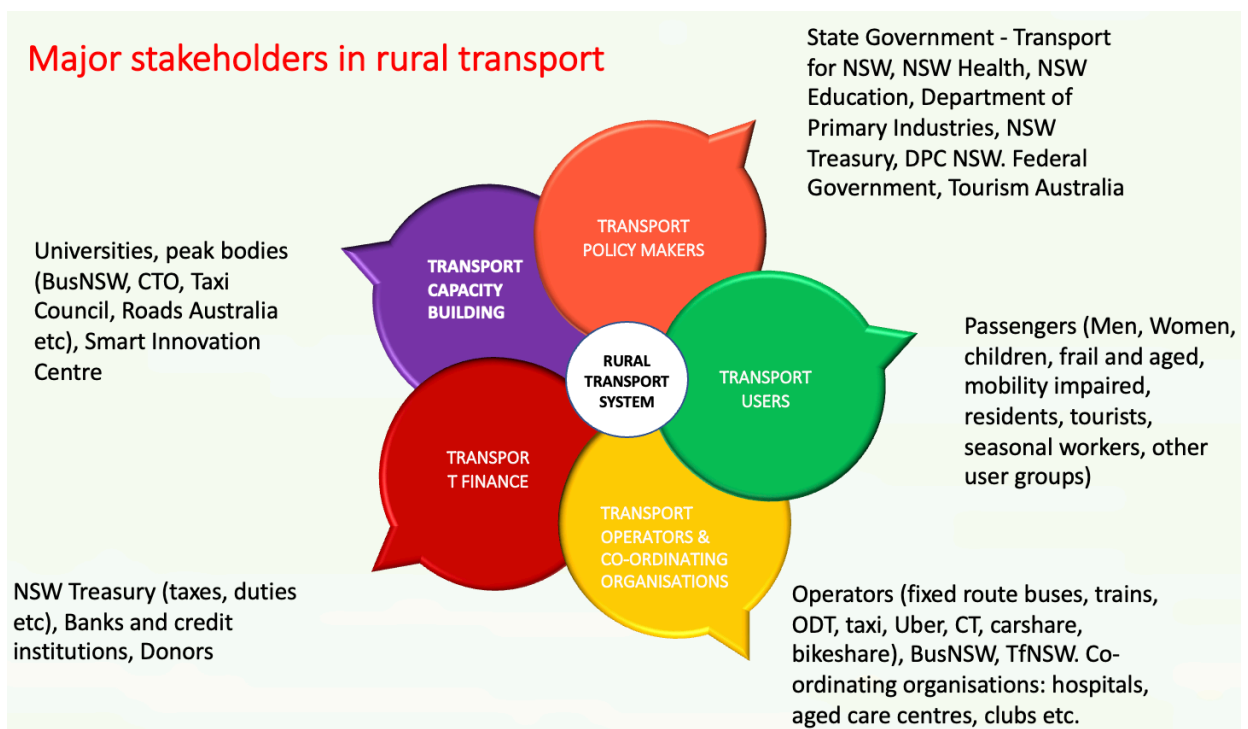 Major stakeholders in rural transport
State Government - Transport
for NSW, NSW Health, NSW
Education, Department of
Primary Industries, NSW
Treasury, DPC NSW. Federal
Government, Tourism Australia
TRANSPORT
POLICY MAKERS
Universities, peak bodies
(BusNSW, CTO, Taxi
Council, Roads Australia
etc), Smart Innovation
Centre
TRANSPORT
CAPACITY
BUILDING
RURAL
TRANSPORT
SYSTEM
TRANSPORT
USERS
Passengers (Men, Women,
children, frail and aged,
mobility impaired,
residents, tourists,
seasonal workers, other
user groups)
TRANSPOR
T FINANCE
NSW Treasury (taxes, duties
etc), Banks and credit
institutions, Donors
TRANSPORT
OPERATORS &
CO-ORDINATING
ORGANISATIONS
Operators (fixed route buses, trains,
ODT, taxi, Uber, CT, carshare,
bikeshare), BusNSW, TfNSW. Co-
ordinating organisations: hospitals,
aged care centres, clubs etc.